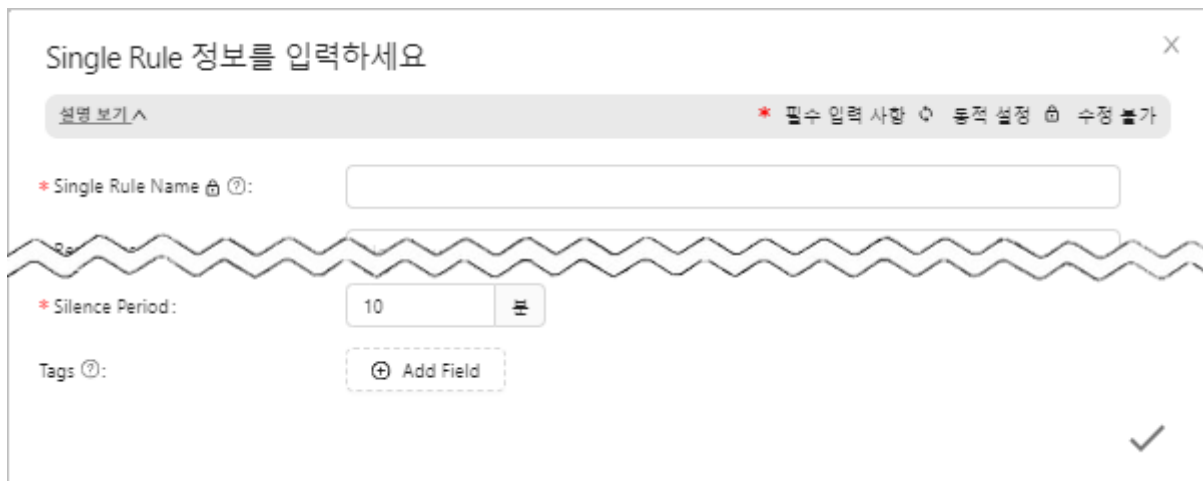 Single Rule 정보를 입력하세요
설명 보기
* 필수 입력 사항 동적 설정 수정 불가
* Single Rule Name ?:
* Silence Period: 10 분
Tags ?: Add Field